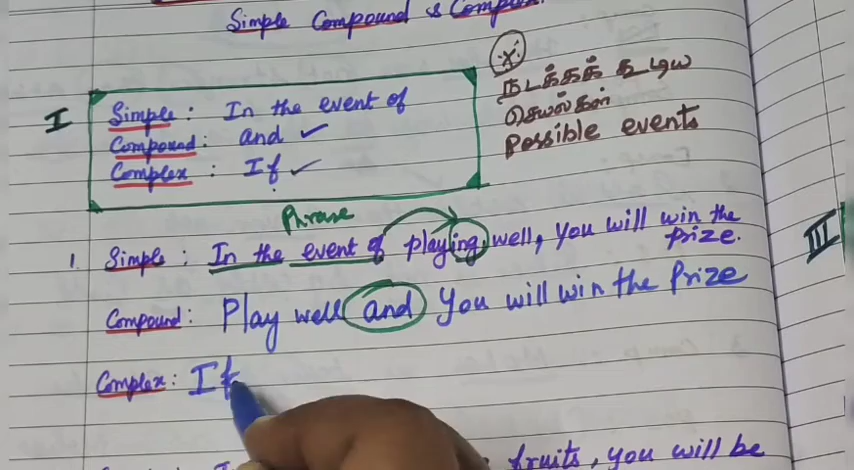 Simple Compound & Compl
I
Simple : In the event of
Compound : and ✓
Complex : If ✓
நடக்கக் கூடிய
செயல்கள்
Possible events
Phrase
1. Simple : In the event of playing well, you will win the
prize.
III
Compound : Play well and you will win the Prize
Complex : If
fruits, you will be